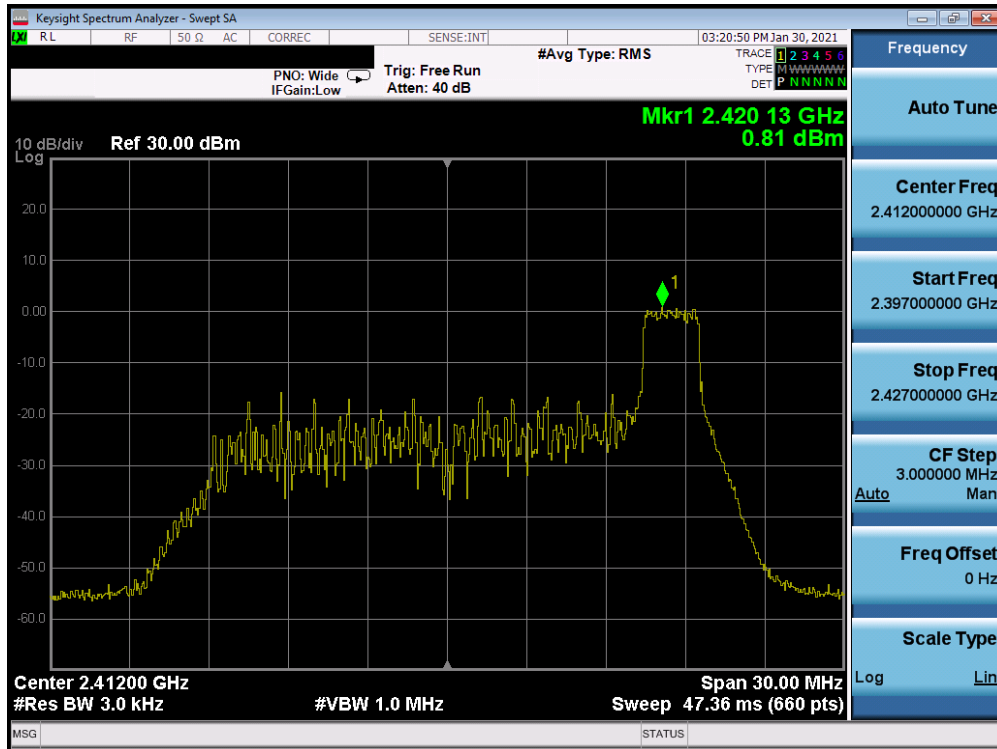 Keysight Spectrum Analyzer - Swept SA
LXI RL RF 50 Ω AC CORREC SENSE:INT 03:20:50 PM Jan 30, 2021
#Avg Type: RMS
TRACE 1 2 3 4 5 6
PNO: Wide Trig: Free Run
TYPE M W W W W W
IFGain:Low Atten: 40 dB
DET P N N N N N
Mkr1 2.420 13 GHz
0.81 dBm
10 dB/div Ref 30.00 dBm
Log
20.0
10.0
0.00
-10.0
-20.0
-30.0
-40.0
-50.0
-60.0
1
Center 2.41200 GHz
Span 30.00 MHz
#Res BW 3.0 kHz
#VBW 1.0 MHz
Sweep 47.36 ms (660 pts)
MSG
STATUS
Frequency
Auto Tune
Center Freq
2.412000000 GHz
Start Freq
2.397000000 GHz
Stop Freq
2.427000000 GHz
CF Step
3.000000 MHz
Auto Man
Freq Offset
0 Hz
Scale Type
Log Lin